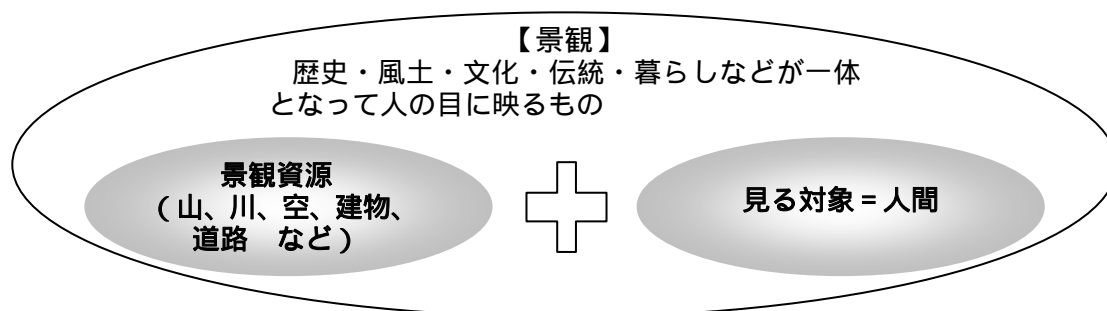 【景観】
歴史・風土・文化・伝統・暮らしなどが一体
となって人の目に映るもの
景観資源
（山、川、空、建物、
道路　など）
見る対象＝人間